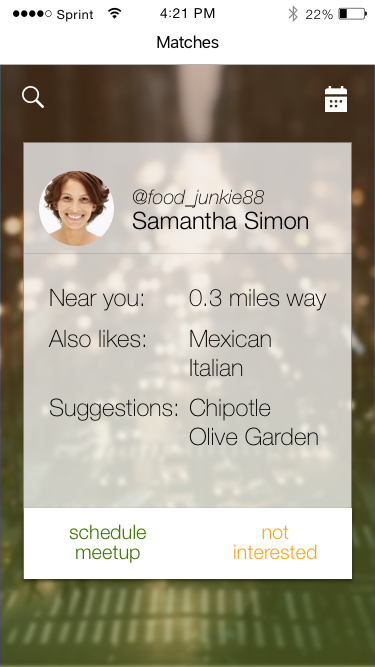 Sprint 4:21 PM 22%
Matches
@food_junkie88
Samantha Simon
Near you: 0.3 miles way
Also likes: Mexican
Italian
Suggestions: Chipotle
Olive Garden
schedule not
meetup interested